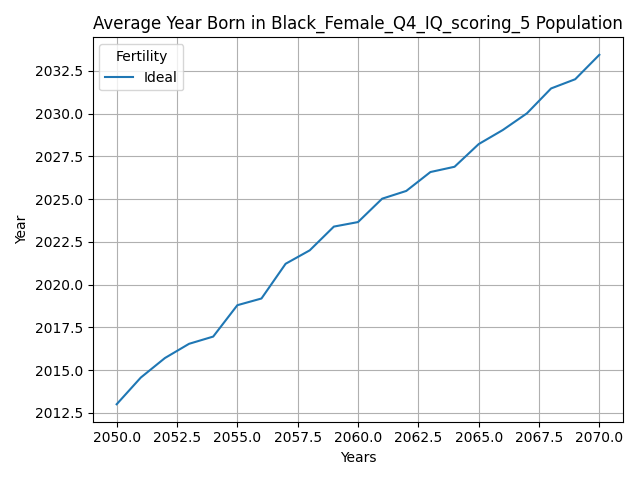 Average Year Born in Black_Female_Q4_IQ_scoring_5 Population
Fertility
Ideal
2032.5
2030.0
2027.5
2025.0
2022.5
2020.0
2017.5
2015.0
2012.5
Year
2050.0 2052.5 2055.0 2057.5 2060.0 2062.5 2065.0 2067.5 2070.0
Years